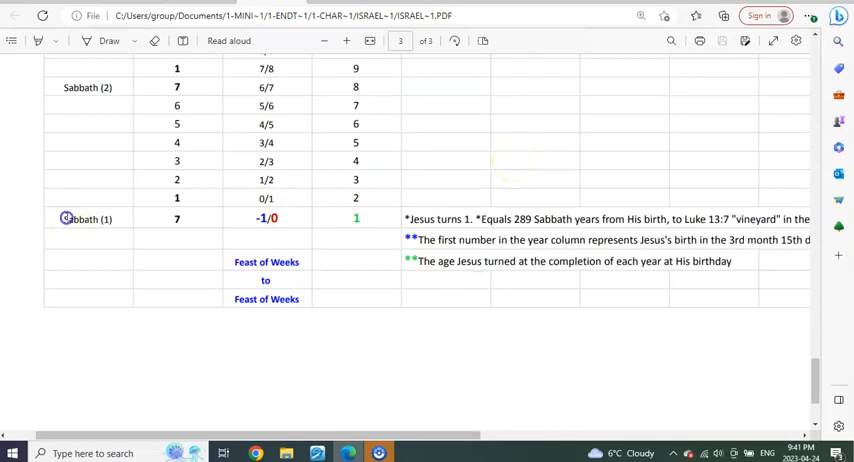 File
C:/Users/group/Documents/1-MINI~1/1-ENDT~1/1-CHAR~1/ISRAEL~1/ISRAEL~1.PDF
Sign in
Draw
Read aloud
3 of 3
1 7/8 9
Sabbath (2) 7 6/7 8
6 5/6 7
5 4/5 6
4 3/4 5
3 2/3 4
2 1/2 3
1 0/1 2
Sabbath (1) 7 -1/0 1 *Jesus turns 1. *Equals 289 Sabbath years from His birth, to Luke 13:7 "vineyard" in the
**The first number in the year column represents Jesus's birth in the 3rd month 15th d
Feast of Weeks **The age Jesus turned at the completion of each year at His birthday
to
Feast of Weeks
Type here to search
6°C Cloudy
ENG
9:41 PM
2023-04-24